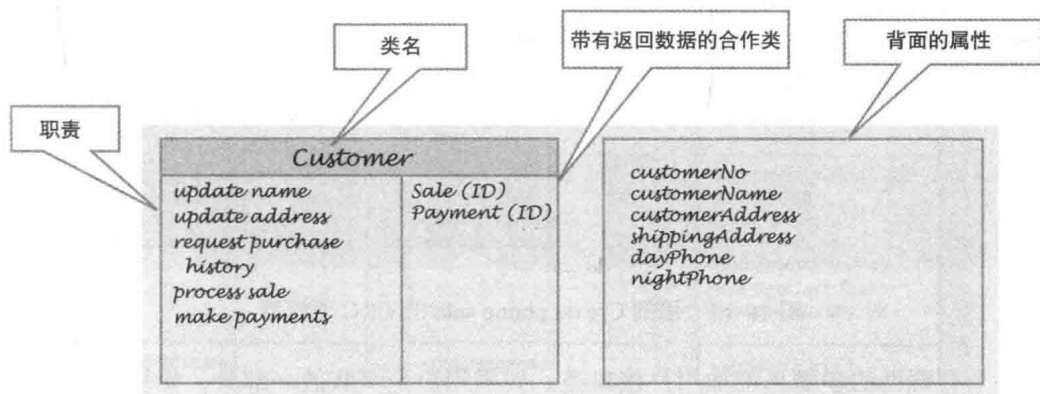 类名
带有返回数据的合作类
背面的属性
职责
Customer
update name
update address
request purchase
history
process sale
make payments
Sale (ID)
Payment (ID)
customerNo
customerName
customerAddress
shippingAddress
dayPhone
nightPhone